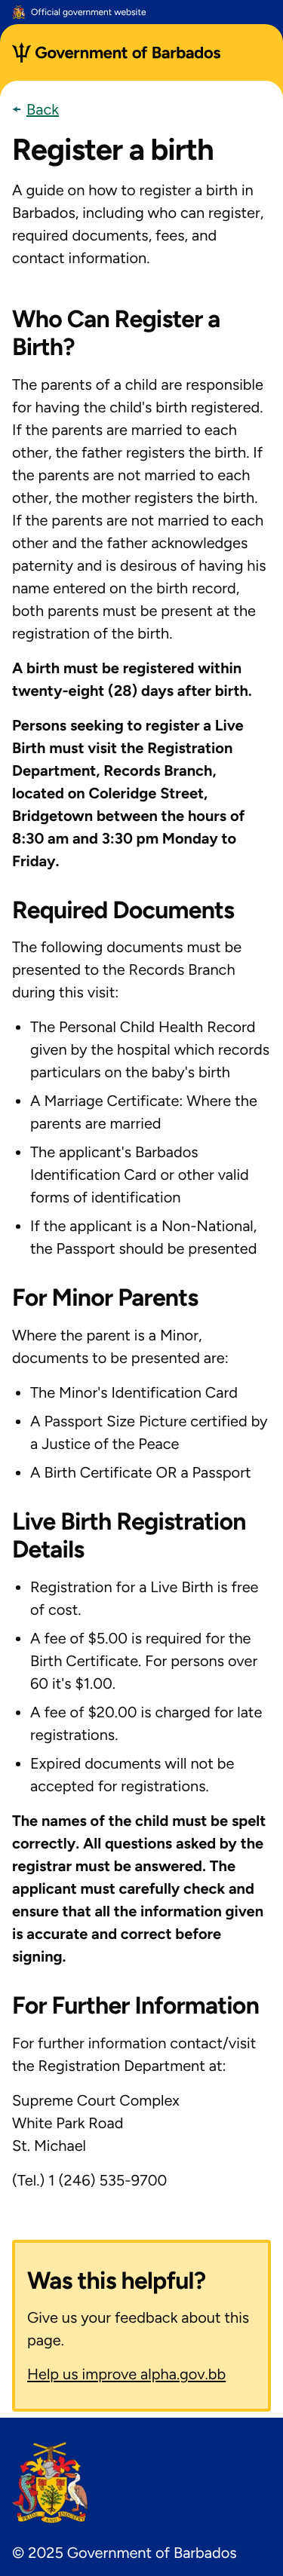 Official government website
Government of Barbados
Back
Register a birth
A guide on how to register a birth in
Barbados, including who can register,
required documents, fees, and
contact information.
Who Can Register a
Birth?
The parents of a child are responsible
for having the child's birth registered.
If the parents are married to each
other, the father registers the birth. If
the parents are not married to each
other, the mother registers the birth.
If the parents are not married to each
other and the father acknowledges
paternity and is desirous of having his
name entered on the birth record,
both parents must be present at the
registration of the birth.
A birth must be registered within
twenty-eight (28) days after birth.
Persons seeking to register a Live
Birth must visit the Registration
Department, Records Branch,
located on Coleridge Street,
Bridgetown between the hours of
8:30 am and 3:30 pm Monday to
Friday.
Required Documents
The following documents must be
presented to the Records Branch
during this visit:
• The Personal Child Health Record
given by the hospital which records
particulars on the baby's birth
• A Marriage Certificate: Where the
parents are married
• The applicant's Barbados
Identification Card or other valid
forms of identification
• If the applicant is a Non-National,
the Passport should be presented
For Minor Parents
Where the parent is a Minor,
documents to be presented are:
• The Minor's Identification Card
• A Passport Size Picture certified by
a Justice of the Peace
• A Birth Certificate OR a Passport
Live Birth Registration
Details
• Registration for a Live Birth is free
of cost.
• A fee of $5.00 is required for the
Birth Certificate. For persons over
60 it's $1.00.
• A fee of $20.00 is charged for late
registrations.
• Expired documents will not be
accepted for registrations.
The names of the child must be spelt
correctly. All questions asked by the
registrar must be answered. The
applicant must carefully check and
ensure that all the information given
is accurate and correct before
signing.
For Further Information
For further information contact/visit
the Registration Department at:
Supreme Court Complex
White Park Road
St. Michael
(Tel.) 1 (246) 535-9700
Was this helpful?
Give us your feedback about this
page.
Help us improve alpha.gov.bb
PRIDE AND INDUSTRY
© 2025 Government of Barbados